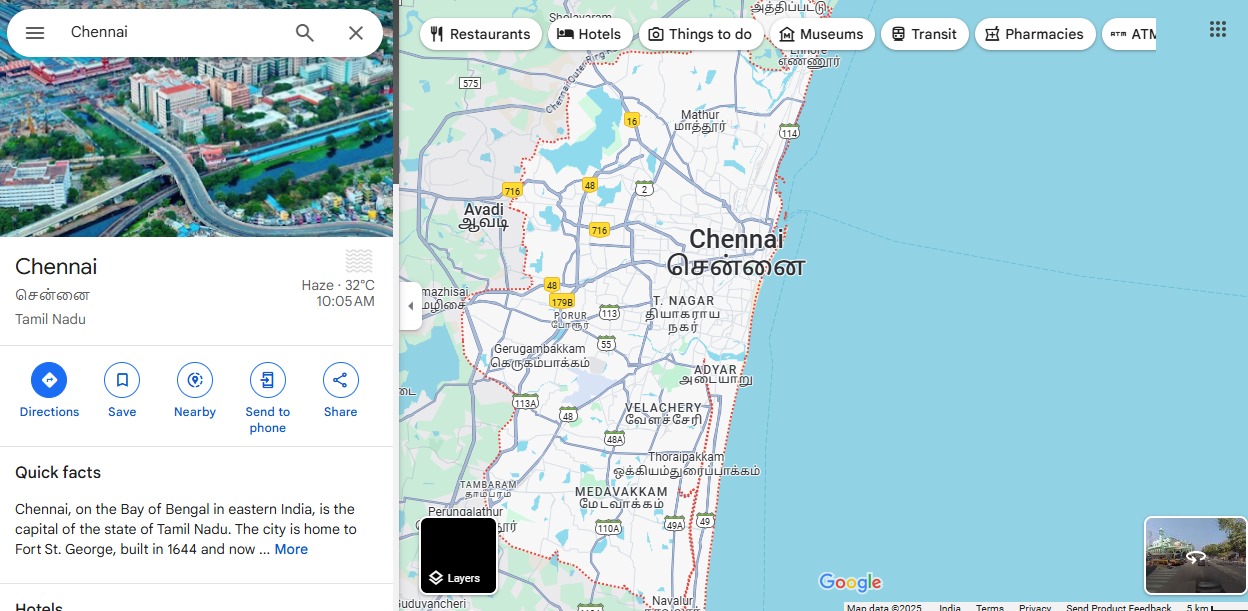 Chennai
Chennai
சென்னை
Tamil Nadu
Haze · 32°C
10:05 AM
Directions
Save
Nearby
Send to
phone
Share
Quick facts
Chennai, on the Bay of Bengal in eastern India, is the
capital of the state of Tamil Nadu. The city is home to
Fort St. George, built in 1644 and now ... More
Hotels
Restaurants
Hotels
Things to do
Museums
Transit
Pharmacies
ATM
அத்திப்பட்டு
எண்ணூர்
575
Chennai Outer Ring
16
Mathur
மாத்தூர்
114
716
48
2
Avadi
ஆவடி
716
Chennai
சென்னை
48
179B
mazhisai
மழிசை
PORUR
போரூர்
113
T. NAGAR
தியாகராய
நகர்
55
Gerugambakkam
கெருகம்பாக்கம்
ADYAR
அடையாறு
113A
48
VELACHERY
வேளச்சேரி
48A
Thoraipakkam
ஒக்கியம்துரைப்பாக்கம்
TAMBARAM
தாம்பரம்
MEDAVAKKAM
மேடவாக்கம்
Perungalathur
110A
49A
49
Layers
Guduvancheri
Navalur
Google
Map data ©2025
India
Terms
Privacy
Send Product Feedback
5 km